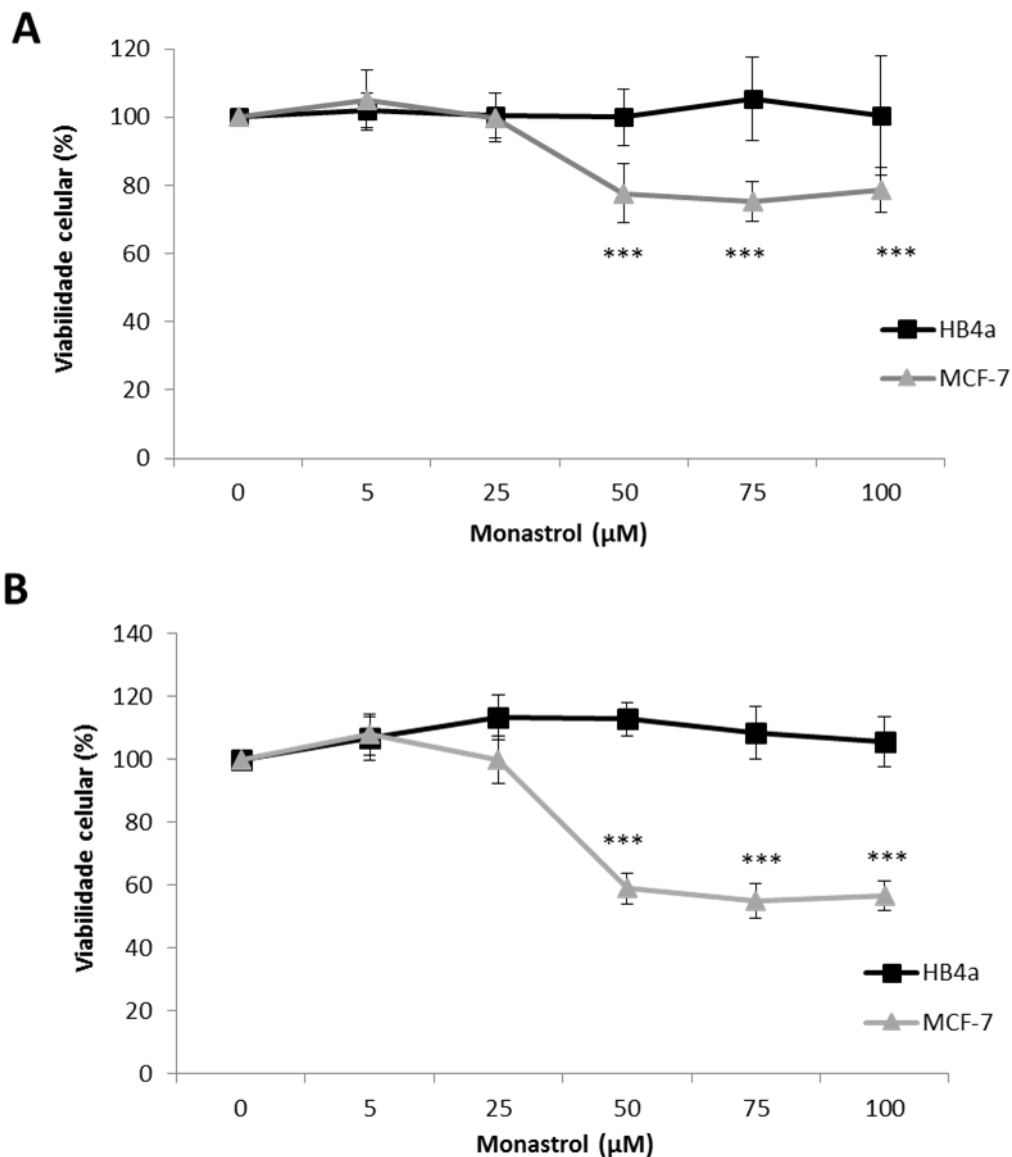 A
120
100
80
60
40
20
0
Viabilidade celular (%)
*** *** ***
HB4a
MCF-7
0 5 25 50 75 100
Monastrol (µM)
B
140
120
100
80
60
40
20
0
Viabilidade celular (%)
*** *** ***
HB4a
MCF-7
0 5 25 50 75 100
Monastrol (µM)